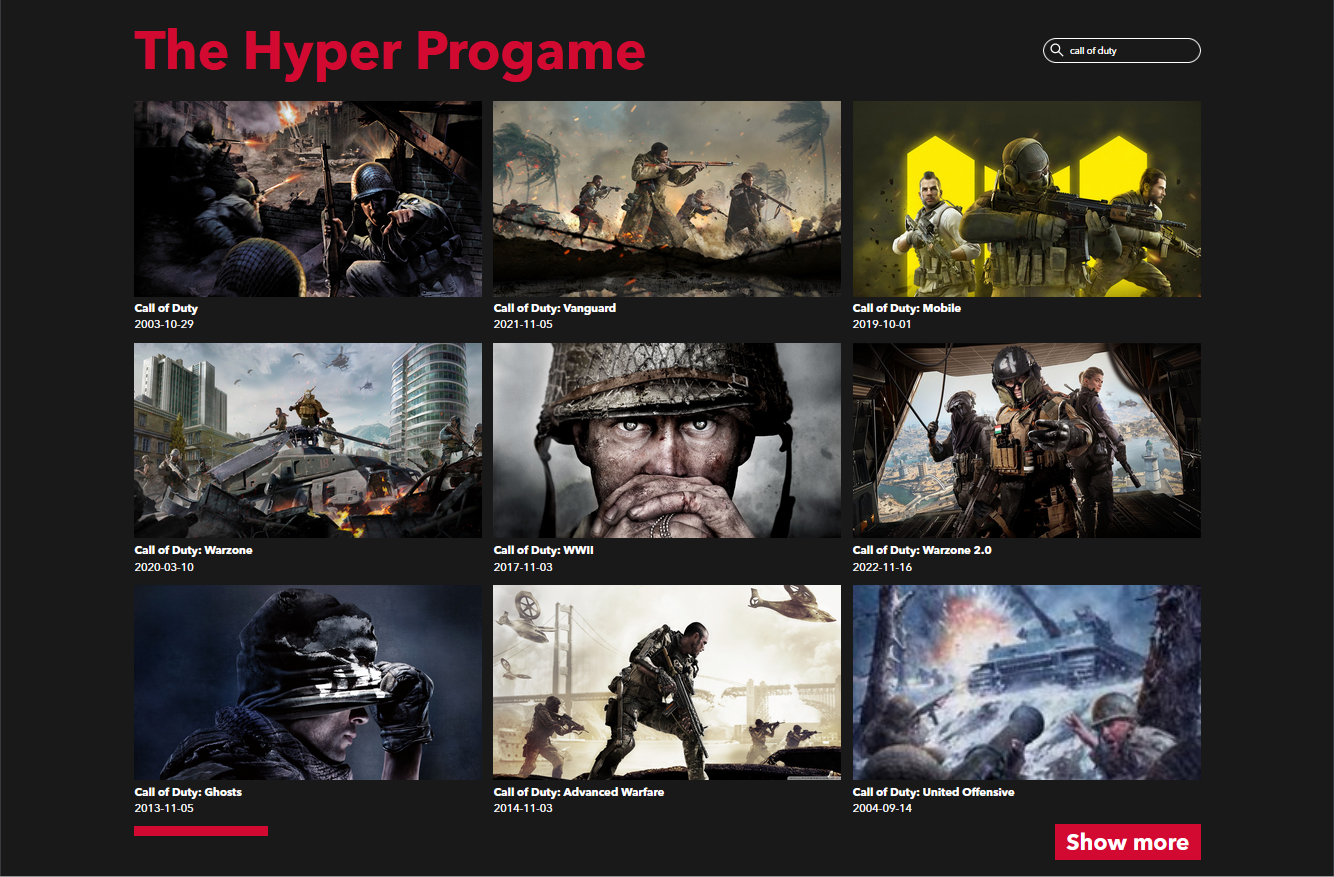 The Hyper Progame
call of duty
Call of Duty
2003-10-29
Call of Duty: Vanguard
2021-11-05
Call of Duty: Mobile
2019-10-01
Call of Duty: Warzone
2020-03-10
Call of Duty: WWII
2017-11-03
Call of Duty: Warzone 2.0
2022-11-16
Call of Duty: Ghosts
2013-11-05
Call of Duty: Advanced Warfare
2014-11-03
Call of Duty: United Offensive
2004-09-14
Show more